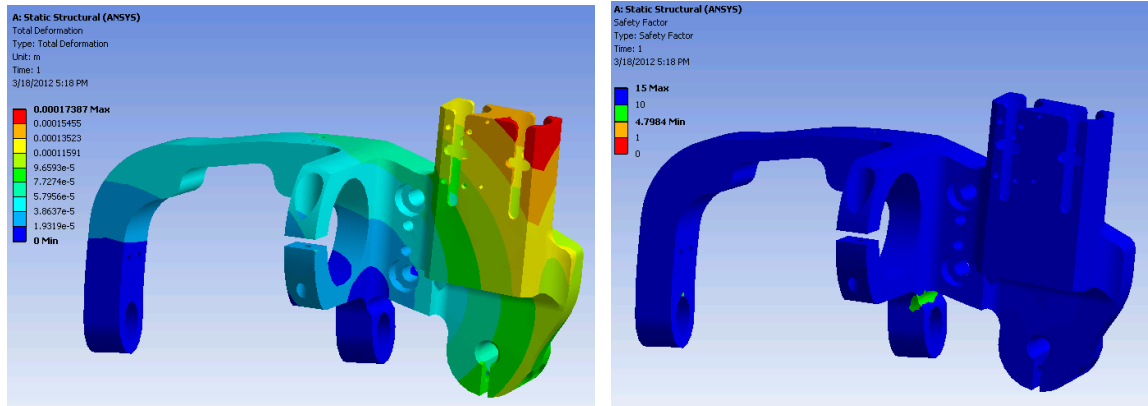 A: Static Structural (ANSYS)
Total Deformation
Type: Total Deformation
Unit: m
Time: 1
3/18/2012 5:18 PM
0.00017387 Max
0.00015455
0.00013523
0.00011591
9.6593e-5
7.7274e-5
5.7956e-5
3.8637e-5
1.9319e-5
0 Min
A: Static Structural (ANSYS)
Safety Factor
Type: Safety Factor
Time: 1
3/18/2012 5:18 PM
15 Max
10
4.7984 Min
1
0